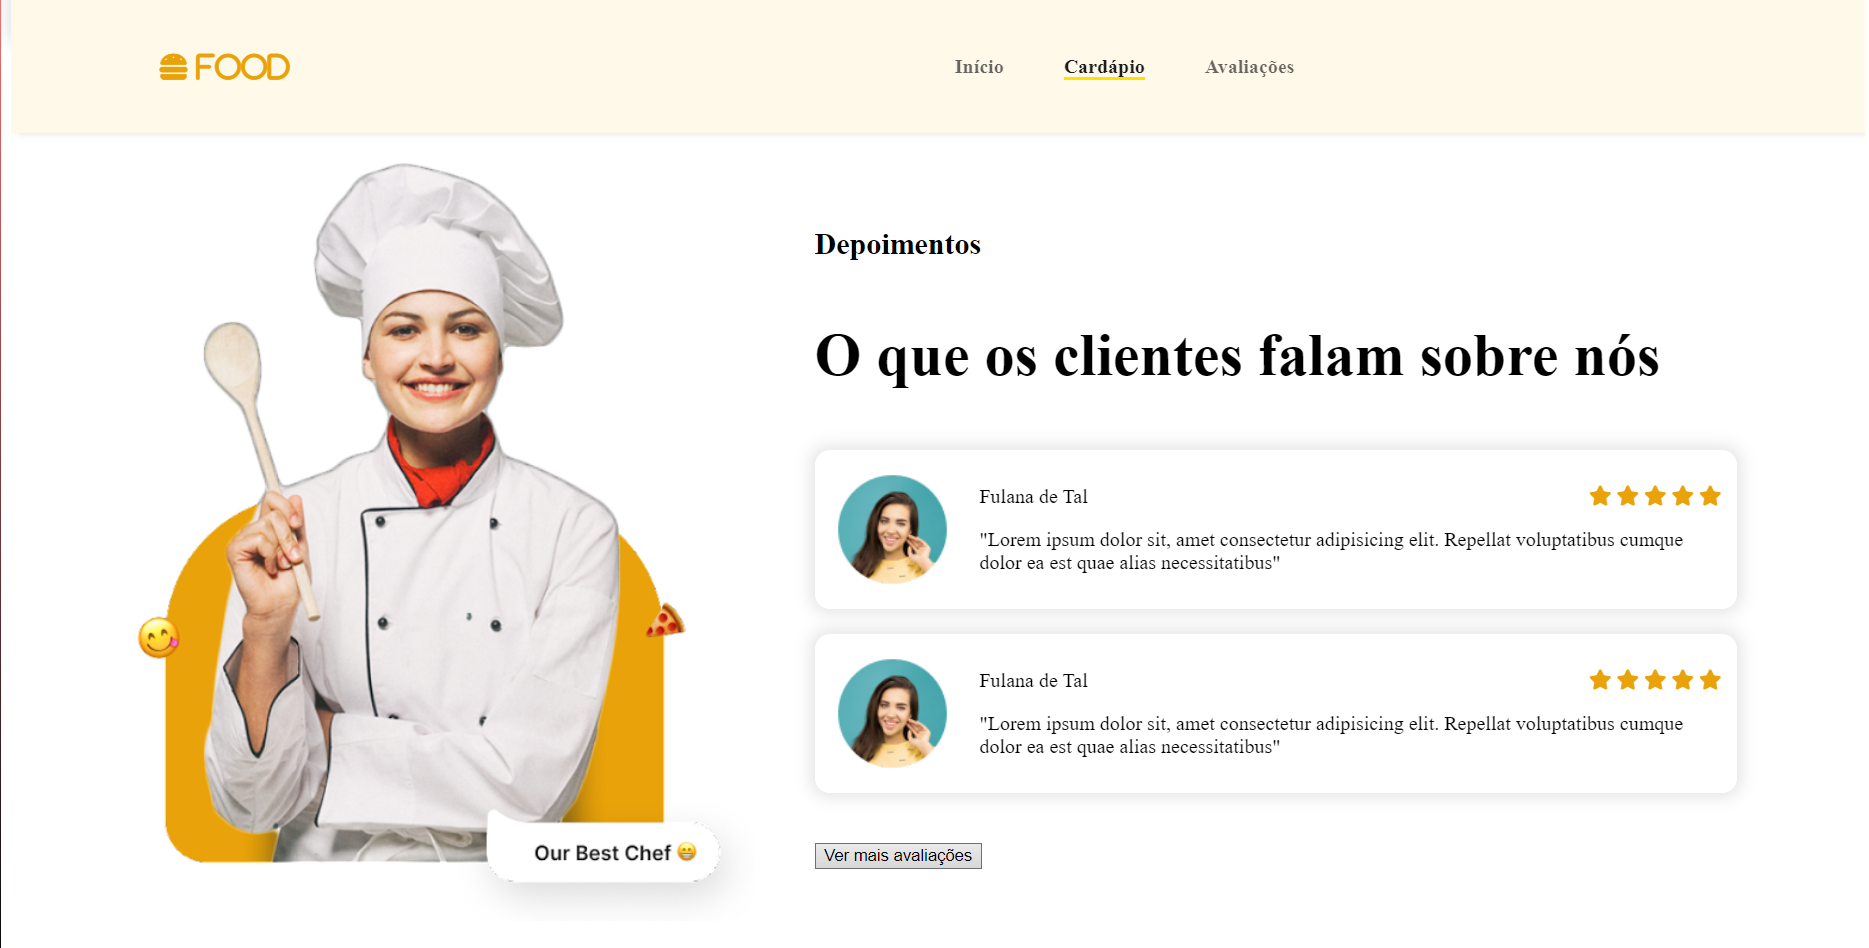 FOOD
Início
Cardápio
Avaliações
Depoimentos
O que os clientes falam sobre nós
Fulana de Tal
"Lorem ipsum dolor sit, amet consectetur adipisicing elit. Repellat voluptatibus cumque
dolor ea est quae alias necessitatibus"
Fulana de Tal
"Lorem ipsum dolor sit, amet consectetur adipisicing elit. Repellat voluptatibus cumque
dolor ea est quae alias necessitatibus"
Our Best Chef 😁
Ver mais avaliações